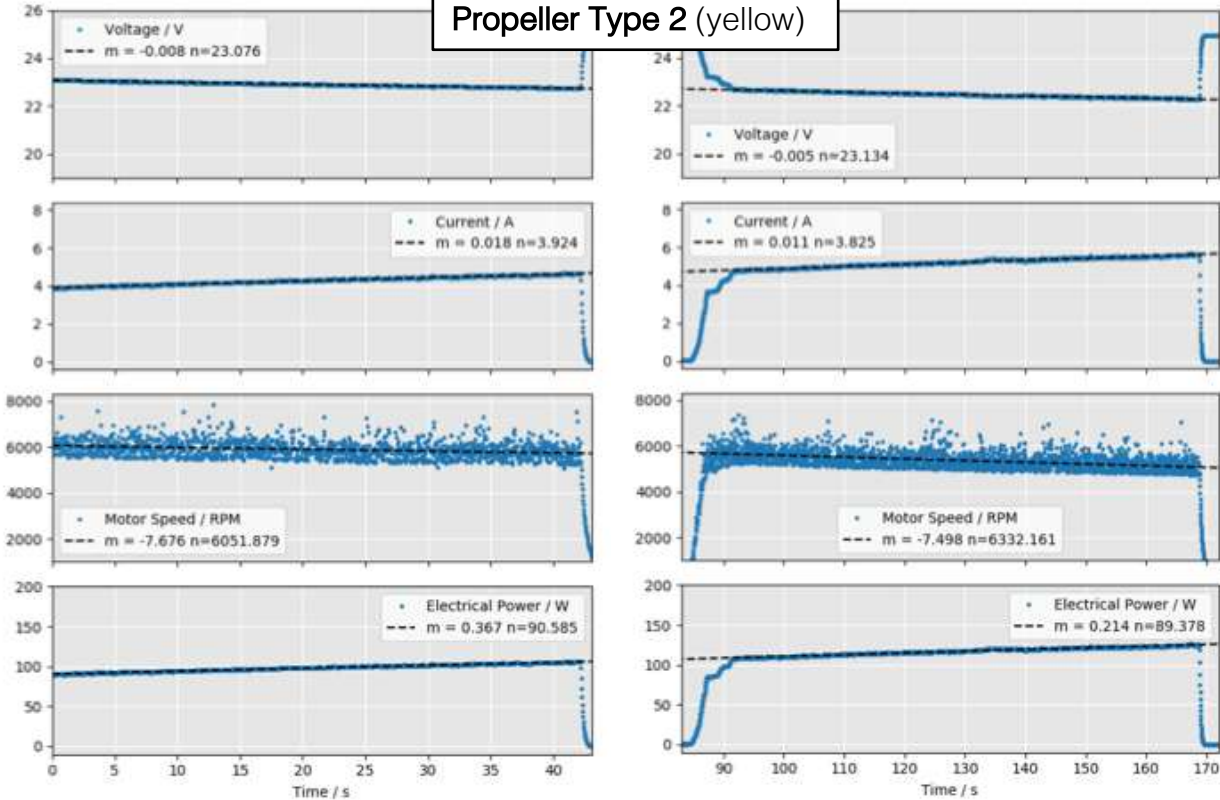 Propeller Type 2 (yellow)
26
24
22
20
Voltage / V
m = -0.008 n=23.076
24
22
20
Voltage / V
m = -0.005 n=23.134
8
6
4
2
0
Current / A
m = 0.018 n=3.924
8
6
4
2
0
Current / A
m = 0.011 n=3.825
8000
6000
4000
2000
Motor Speed / RPM
m = -7.676 n=6051.879
8000
6000
4000
2000
Motor Speed / RPM
m = -7.498 n=6332.161
200
150
100
50
0
Electrical Power / W
m = 0.367 n=90.585
0 5 10 15 20 25 30 35 40
Time / s
200
150
100
50
0
Electrical Power / W
m = 0.214 n=89.378
90 100 110 120 130 140 150 160 170
Time / s